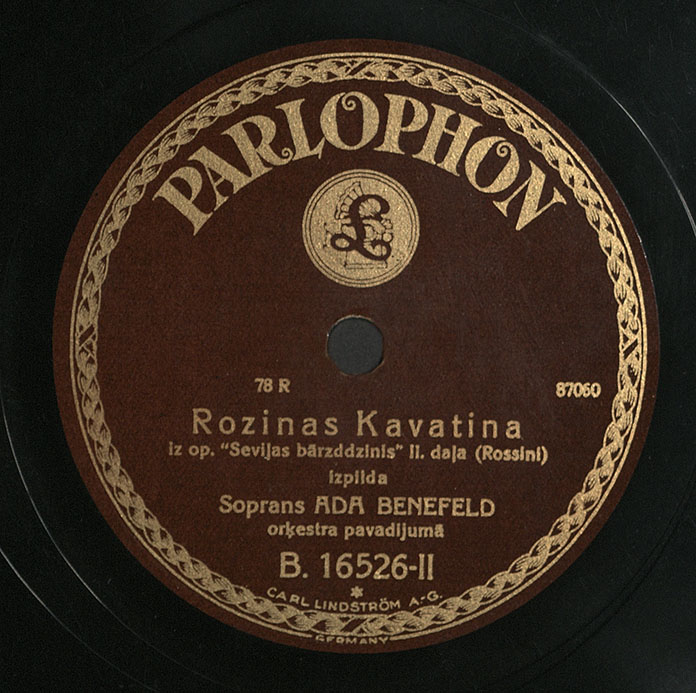 PARLOPHON
£
78 R
87060
Rozinas Kavatina
iz op. "Seviljas bārzddzinis" II. daļa (Rossini)
izpilda
Soprans ADA BENEFELD
orķestra pavadijumā
B. 16526-II
*
CARL LINDSTRÖM A.-G.
GERMANY